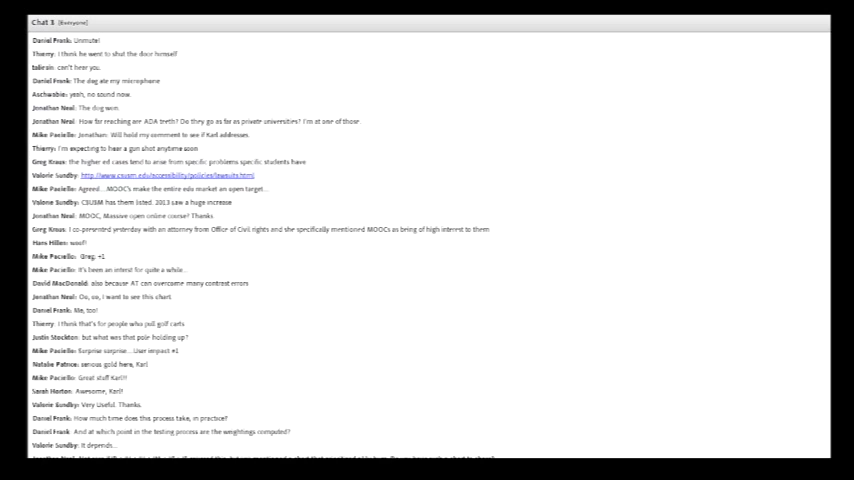 Chat 1 (Everyone)
Daniel Frank: Unmute!
Thierry: I think he went to shut the door himself
taliesin: can't hear you.
Daniel Frank: The dog ate my microphone
Aschwobie: yeah, no sound now.
Jonathan Neal: The dog won.
Jonathan Neal: How far reaching are ADA teeth? Do they go as far as private universities? I'm at one of those.
Mike Paciello: Jonathan: Will hold my comment to see if Karl addresses.
Thierry: I'm expecting to hear a gun shot anytime soon
Greg Kraus: the higher ed cases tend to arise from specific problems specific students have
Valorie Sundby: http://www.csusm.edu/accessibility/policies/lawsuits.html
Mike Paciello: Agreed...MOOC's make the entire edu market an open target...
Valorie Sundby: CSUSM has them listed. 2013 saw a huge increase
Jonathan Neal: MOOC, Massive open online course? Thanks
Greg Kraus: I co-presented yesterday with an attorney from Office of Civil rights and she specifically mentioned MOOCs as being of high interest to them
Hans Hillen: woof!
Mike Paciello: Greg: +1
Mike Paciello: It's been an interst for quite a while...
David MacDonald: also because AT can overcome many contrast errors
Jonathan Neal: Oo, oo, I want to see this chart
Daniel Frank: Me, too!
Thierry: I think that's for people who pull golf carts
Justin Stockton: but what was that pole holding up?
Mike Paciello: Surprise surprise...User impact +1
Natalie Patrice: serious gold here, Karl
Mike Paciello: Great stuff Karl!!!
Sarah Horton: Awesome, Karl!
Valorie Sundby: Very Useful. Thanks.
Daniel Frank: How much time does this process take, in practice?
Daniel Frank: And at which point in the testing process are the weightings computed?
Valorie Sundby: It depends...